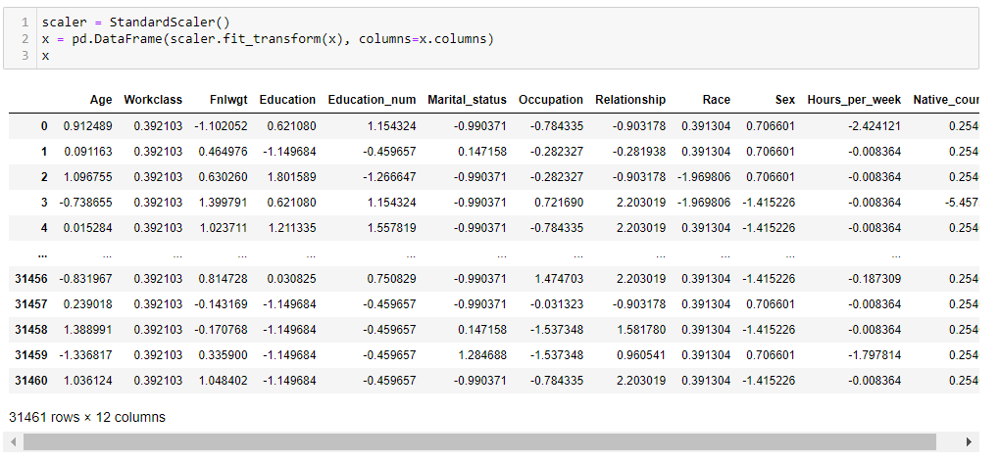 1 scaler = StandardScaler()
2 x = pd.DataFrame(scaler.fit_transform(x), columns=x.columns)
3 x
Age Workclass Fnlwgt Education Education_num Marital_status Occupation Relationship Race Sex Hours_per_week Native_cour
0 0.912489 0.392103 -1.102052 0.621080 1.154324 -0.990371 -0.784335 -0.903178 0.391304 0.706601 -2.424121 0.254
1 0.091163 0.392103 0.464976 -1.149684 -0.459657 0.147158 -0.282327 -0.281938 0.391304 0.706601 -0.008364 0.254
2 1.096755 0.392103 0.630260 1.801589 -1.266647 -0.990371 -0.282327 -0.903178 -1.969806 0.706601 -0.008364 0.254
3 -0.738655 0.392103 1.399791 0.621080 1.154324 -0.990371 0.721690 2.203019 -1.969806 -1.415226 -0.008364 -5.457
4 0.015284 0.392103 1.023711 1.211335 1.557819 -0.990371 -0.784335 2.203019 0.391304 -1.415226 -0.008364 0.254
... ... ... ... ... ... ... ... ... ... ... ...
31456 -0.831967 0.392103 0.814728 0.030825 0.750829 -0.990371 1.474703 2.203019 0.391304 -1.415226 -0.187309 0.254
31457 0.239018 0.392103 -0.143169 -1.149684 -0.459657 -0.990371 -0.031323 -0.903178 0.391304 0.706601 -0.008364 0.254
31458 1.388991 0.392103 -0.170768 -1.149684 -0.459657 0.147158 -1.537348 1.581780 0.391304 -1.415226 -0.008364 0.254
31459 -1.336817 0.392103 0.335900 -1.149684 -0.459657 1.284688 -1.537348 0.960541 0.391304 0.706601 -1.797814 0.254
31460 1.036124 0.392103 1.048402 -1.149684 -0.459657 -0.990371 -0.784335 2.203019 0.391304 -1.415226 -0.008364 0.254
31461 rows × 12 columns